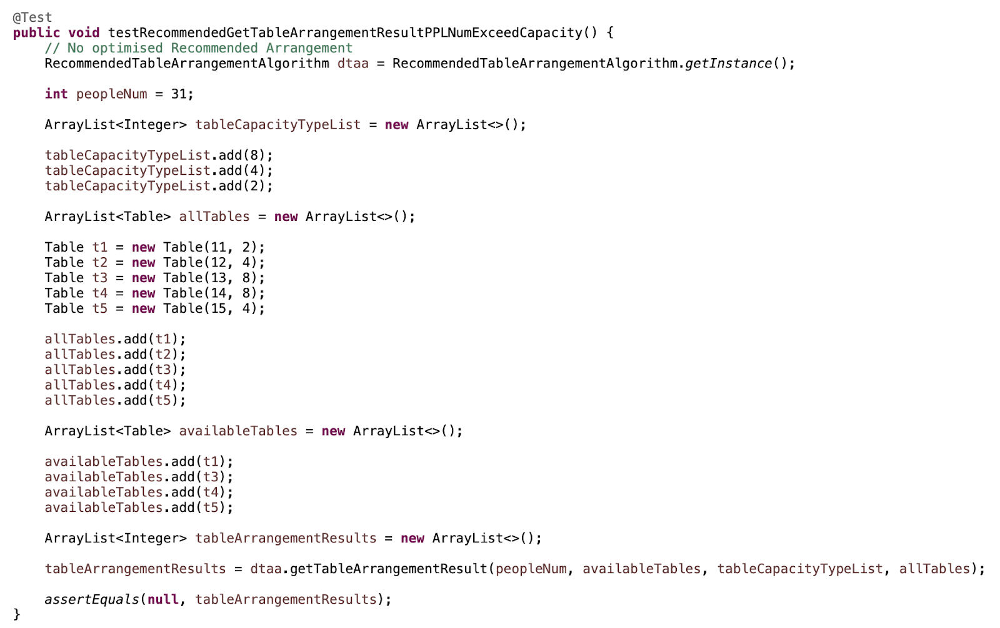 @Test
public void testRecommendedGetTableArrangementResultPPLNumExceedCapacity() {
    // No optimised Recommended Arrangement
    RecommendedTableArrangementAlgorithm dtaa = RecommendedTableArrangementAlgorithm.getInstance();

    int peopleNum = 31;

    ArrayList<Integer> tableCapacityTypeList = new ArrayList<>();

    tableCapacityTypeList.add(8);
    tableCapacityTypeList.add(4);
    tableCapacityTypeList.add(2);

    ArrayList<Table> allTables = new ArrayList<>();

    Table t1 = new Table(11, 2);
    Table t2 = new Table(12, 4);
    Table t3 = new Table(13, 8);
    Table t4 = new Table(14, 8);
    Table t5 = new Table(15, 4);

    allTables.add(t1);
    allTables.add(t2);
    allTables.add(t3);
    allTables.add(t4);
    allTables.add(t5);

    ArrayList<Table> availableTables = new ArrayList<>();

    availableTables.add(t1);
    availableTables.add(t3);
    availableTables.add(t4);
    availableTables.add(t5);

    ArrayList<Integer> tableArrangementResults = new ArrayList<>();

    tableArrangementResults = dtaa.getTableArrangementResult(peopleNum, availableTables, tableCapacityTypeList, allTables);

    assertEquals(null, tableArrangementResults);
}